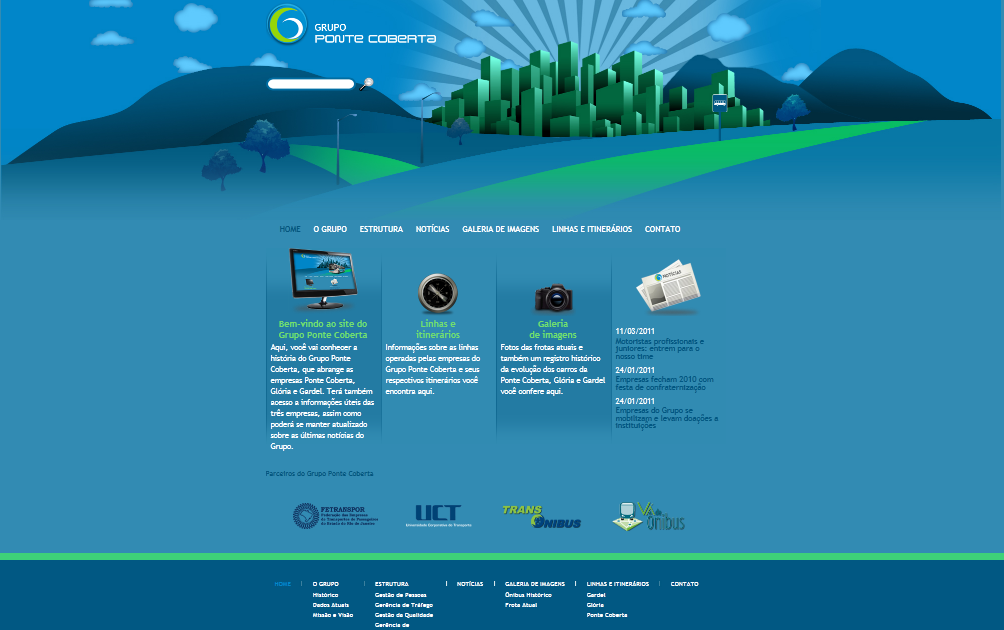 GRUPO
PONTE COBERTA
HOME O GRUPO ESTRUTURA NOTÍCIAS GALERIA DE IMAGENS LINHAS E ITINERÁRIOS CONTATO
Bem-vindo ao site do
Grupo Ponte Coberta
Aqui, você vai conhecer a
história do Grupo Ponte
Coberta, que abrange as
empresas Ponte Coberta,
Glória e Gardel. Terá também
acesso a informações úteis das
três empresas, assim como
poderá se manter atualizado
sobre as últimas notícias do
Grupo.
Linhas e
itinerários
Informações sobre as linhas
operadas pelas empresas do
Grupo Ponte Coberta e seus
respectivos itinerários você
encontra aqui.
Galeria
de imagens
Fotos das frotas atuais e
também um registro histórico
da evolução dos carros da
Ponte Coberta, Glória e Gardel
você confere aqui.
NOTÍCIAS
11/03/2011
Motoristas profissionais e
juniores: entrem para o
nosso time
24/01/2011
Empresas fecham 2010 com
festa de confraternização
24/01/2011
Empresas do Grupo se
mobilizam e levam doações a
instituições
Parceiros do Grupo Ponte Coberta
FETRANSPOR
Federação das Empresas
de Transportes de Passageiros
do Estado do Rio de Janeiro
UCT
Universidade Corporativa do Transporte
TRANS
ÔNIBUS
VÁ
de
ônibus
HOME O GRUPO ESTRUTURA NOTÍCIAS GALERIA DE IMAGENS LINHAS E ITINERÁRIOS CONTATO
Histórico Gestão de Pessoas Ônibus Histórico Gardel
Dados Atuais Gerência de Tráfego Frota Atual Glória
Missão e Visão Gestão da Qualidade Ponte Coberta
Gerência de